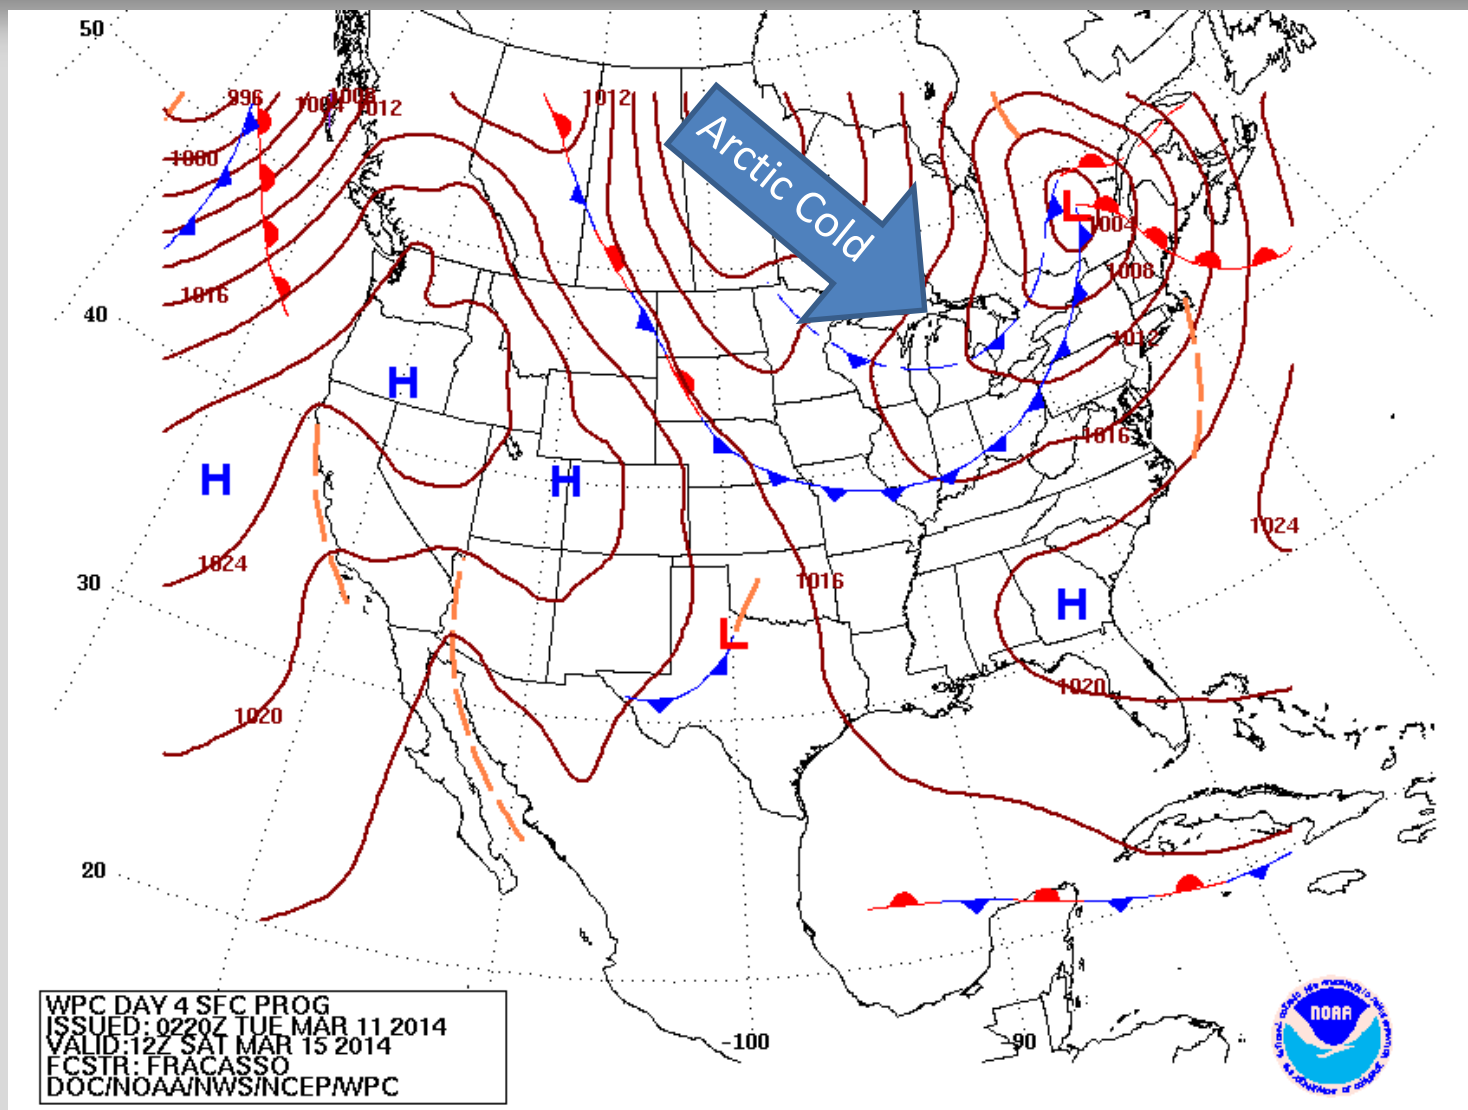 50
996
1004
1008
1012
1012
1000
Arctic Cold
L
1004
1008
1016
40
1012
H
1016
H
H
1024
1024
30
1016
H
L
1020
1020
20
-100
-90
WPC DAY 4 SFC PROG
ISSUED: 0220Z TUE MAR 11 2014
VALID:12Z SAT MAR 15 2014
FCSTR: FRACASSO
DOC/NOAA/NWS/NCEP/WPC
NOAA